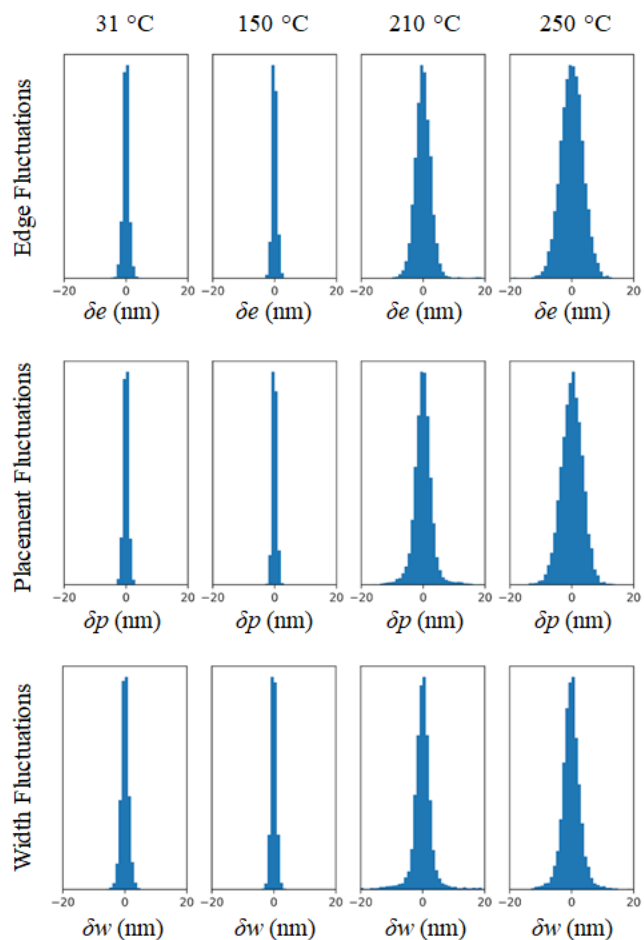 31 °C 150 °C 210 °C 250 °C
Edge Fluctuations
−20 0 20 −20 0 20 −20 0 20 −20 0 20
δe (nm) δe (nm) δe (nm) δe (nm)
Placement Fluctuations
−20 0 20 −20 0 20 −20 0 20 −20 0 20
δp (nm) δp (nm) δp (nm) δp (nm)
Width Fluctuations
−20 0 20 −20 0 20 −20 0 20 −20 0 20
δw (nm) δw (nm) δw (nm) δw (nm)